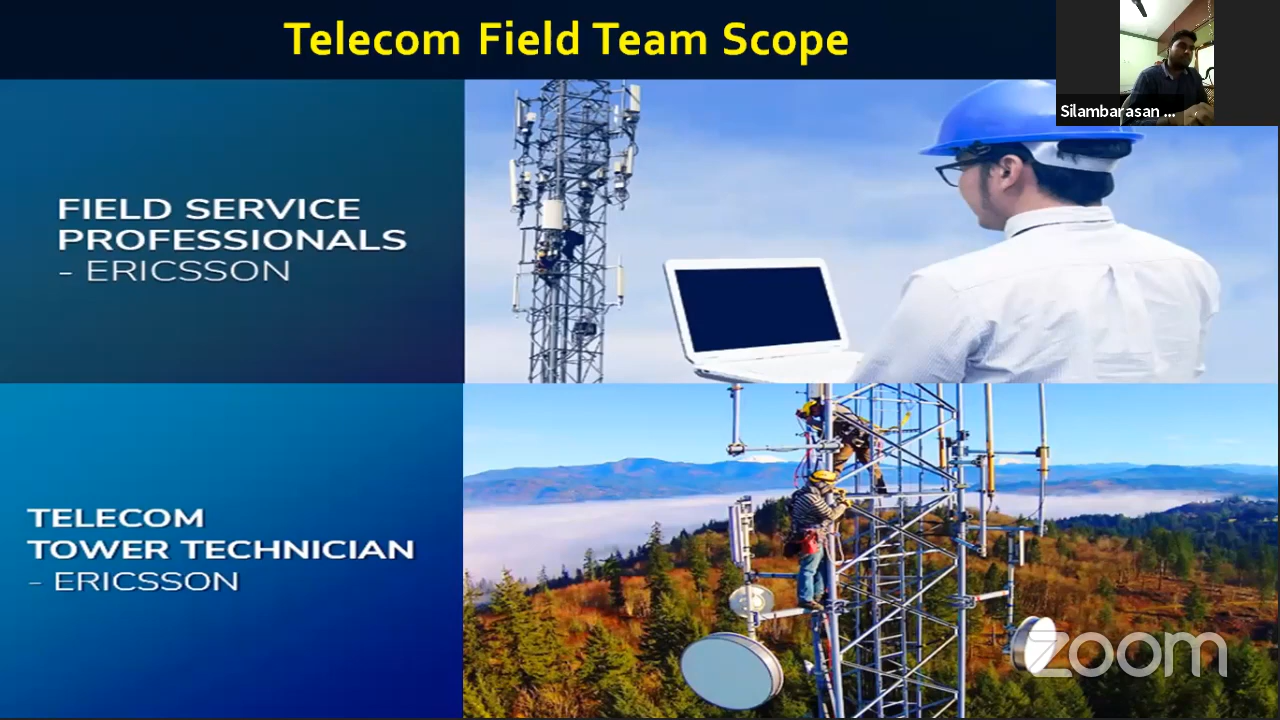 Telecom Field Team Scope
Silambarasan ...
FIELD SERVICE
PROFESSIONALS
- ERICSSON
TELECOM
TOWER TECHNICIAN
- ERICSSON
zoom